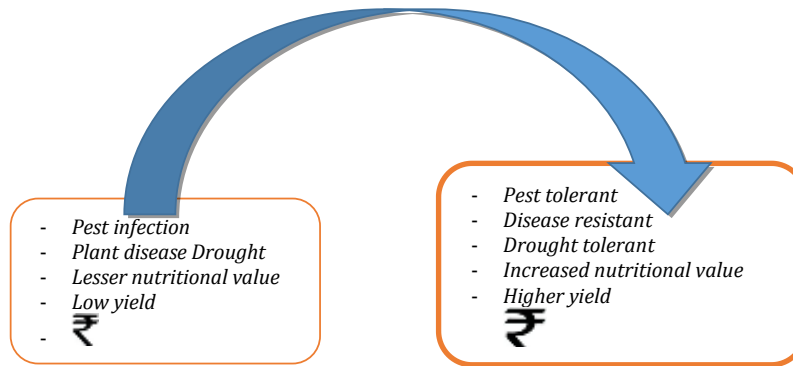 - Pest infection
- Plant disease Drought
- Lesser nutritional value
- Low yield
- ₹
- Pest tolerant
- Disease resistant
- Drought tolerant
- Increased nutritional value
- Higher yield
₹